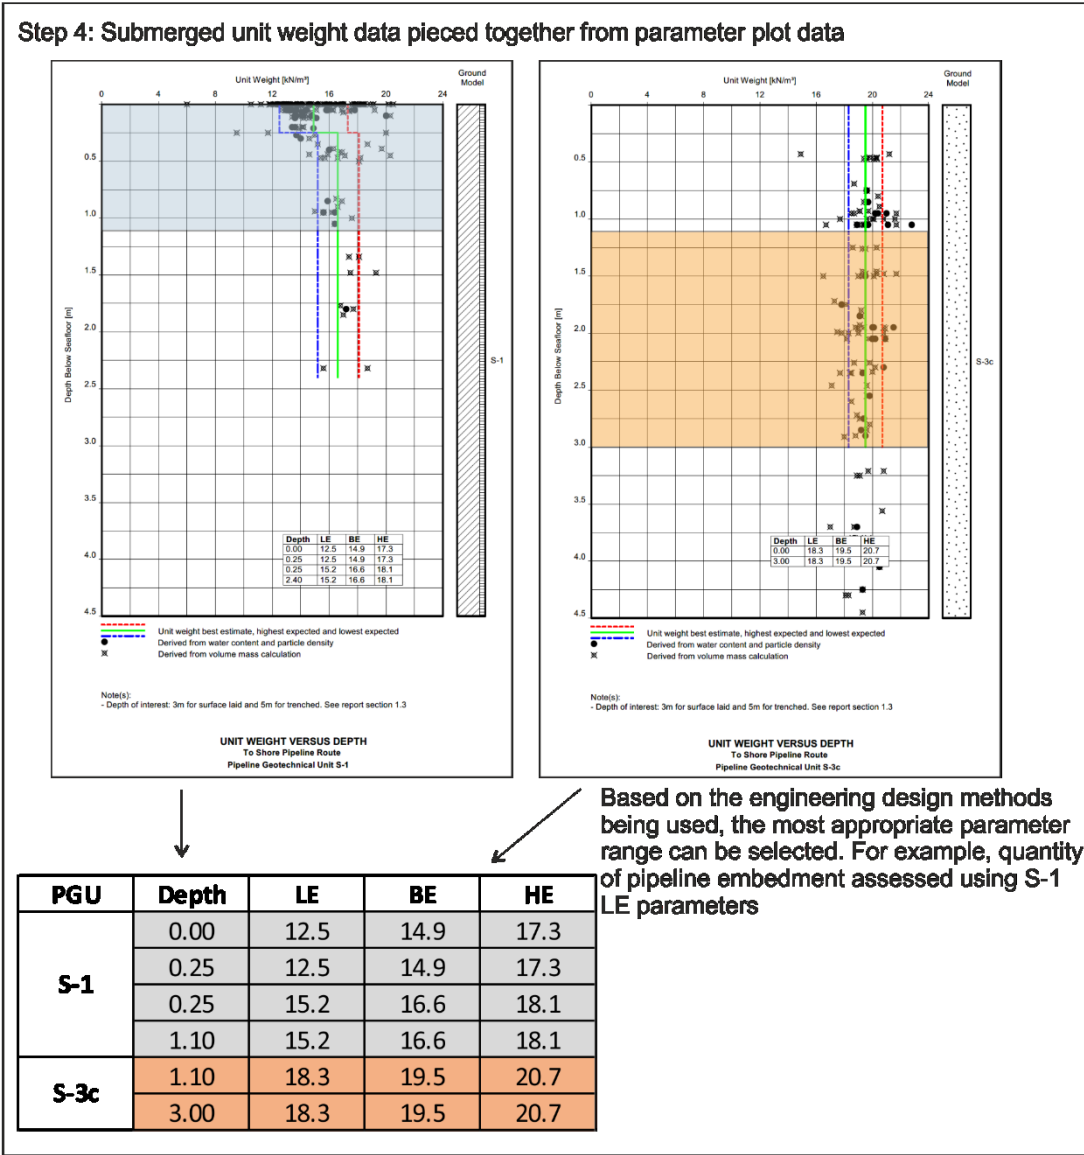 Step 4: Submerged unit weight data pieced together from parameter plot data
Unit Weight [kN/m³]
Ground
Model
0 4 8 12 16 20 24
Depth Below Seafloor [m]
0.5
1.0
1.5
2.0
2.5
3.0
3.5
4.0
4.5
S-1
Depth LE BE HE
0.00 12.5 14.9 17.3
0.25 12.5 14.9 17.3
0.25 15.2 16.6 18.1
2.40 15.2 16.6 18.1
Unit weight best estimate, highest expected and lowest expected
Derived from water content and particle density
Derived from volume mass calculation
Note(s):
- Depth of interest: 3m for surface laid and 5m for trenched. See report section 1.3
UNIT WEIGHT VERSUS DEPTH
To Shore Pipeline Route
Pipeline Geotechnical Unit S-1
Unit Weight [kN/m³]
Ground
Model
0 4 8 12 16 20 24
Depth Below Seafloor [m]
0.5
1.0
1.5
2.0
2.5
3.0
3.5
4.0
4.5
S-3c
Depth LE BE HE
0.00 18.3 19.5 20.7
3.00 18.3 19.5 20.7
Unit weight best estimate, highest expected and lowest expected
Derived from water content and particle density
Derived from volume mass calculation
Note(s):
- Depth of interest: 3m for surface laid and 5m for trenched. See report section 1.3
UNIT WEIGHT VERSUS DEPTH
To Shore Pipeline Route
Pipeline Geotechnical Unit S-3c
Based on the engineering design methods
being used, the most appropriate parameter
range can be selected. For example, quantity
of pipeline embedment assessed using S-1
LE parameters
PGU Depth LE BE HE
S-1
0.00 12.5 14.9 17.3
0.25 12.5 14.9 17.3
0.25 15.2 16.6 18.1
1.10 15.2 16.6 18.1
S-3c
1.10 18.3 19.5 20.7
3.00 18.3 19.5 20.7